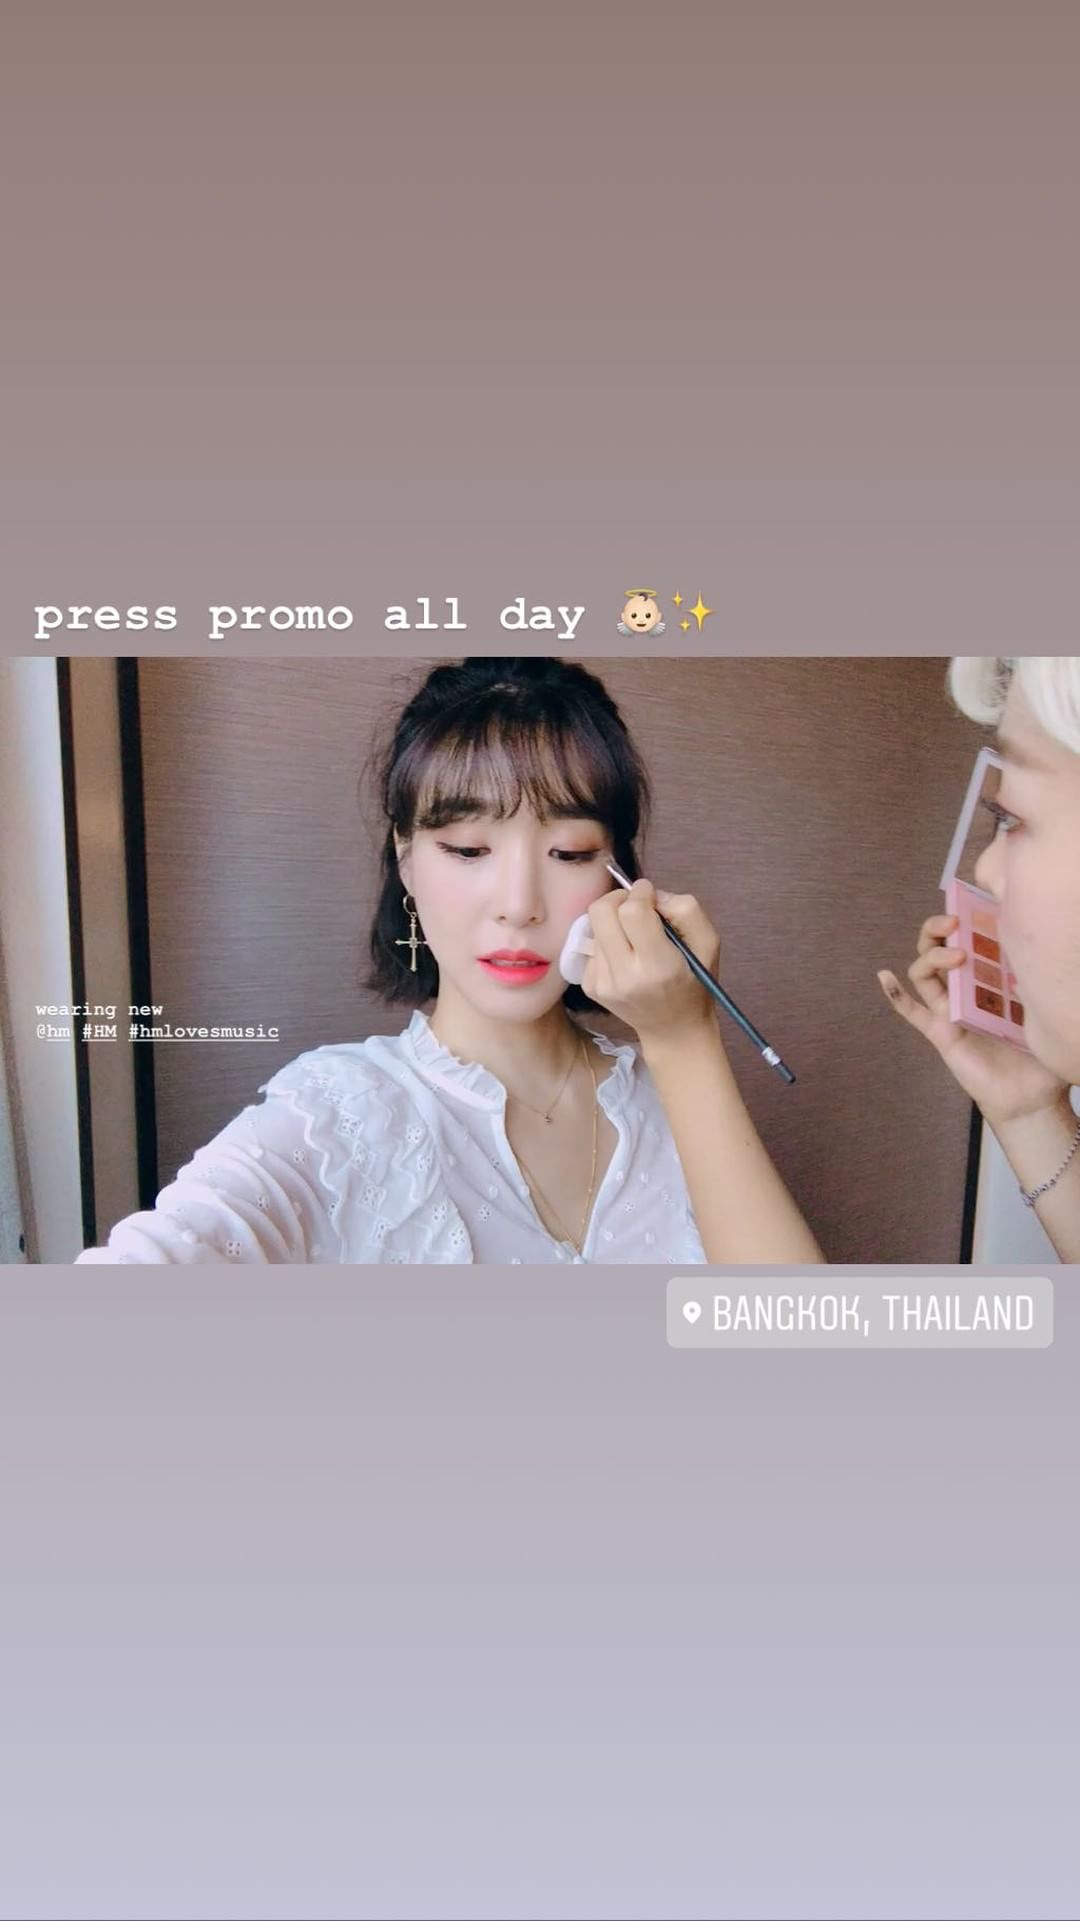 press promo all day 👼🏻✨
wearing new
@hm #HM #hmlovesmusic
BANGKOK, THAILAND